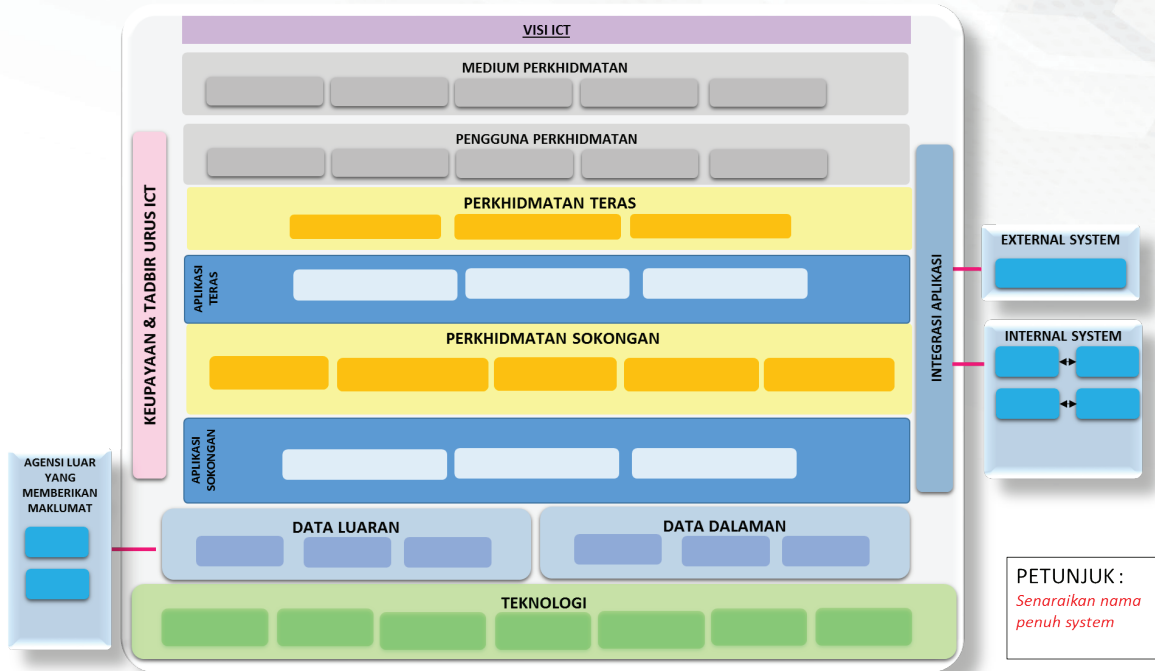 VISI ICT
MEDIUM PERKHIDMATAN
PENGGUNA PERKHIDMATAN
PERKHIDMATAN TERAS
APLIKASI
TERAS
PERKHIDMATAN SOKONGAN
APLIKASI
SOKONGAN
KEUPAYAAN & TADBIR URUS ICT
INTEGRASI APLIKASI
EXTERNAL SYSTEM
INTERNAL SYSTEM
AGENSI LUAR
YANG
MEMBERIKAN
MAKLUMAT
DATA LUARAN
DATA DALAMAN
TEKNOLOGI
PETUNJUK :
Senaraikan nama
penuh system